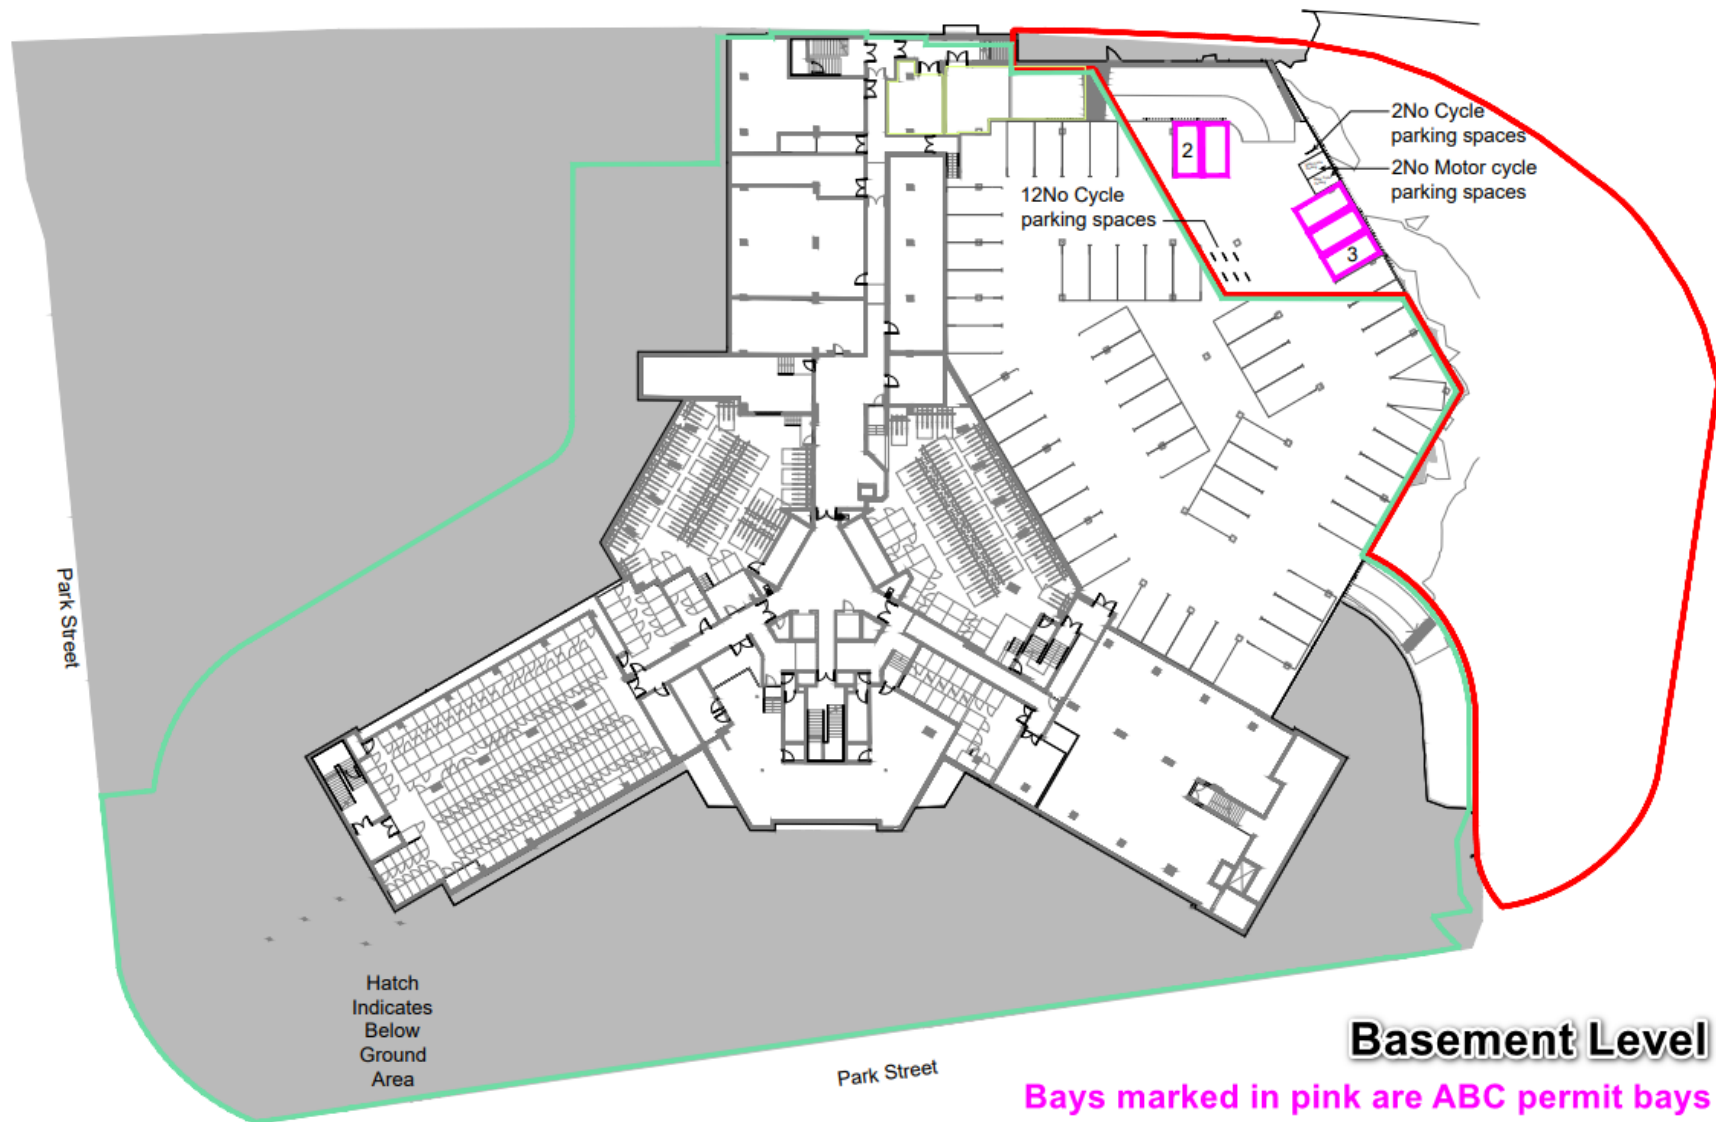 2No Cycle
parking spaces
2
2No Motor cycle
parking spaces
12No Cycle
parking spaces
3
Park Street
Hatch
Indicates
Below
Ground
Area
Park Street
Basement Level
Bays marked in pink are ABC permit bays